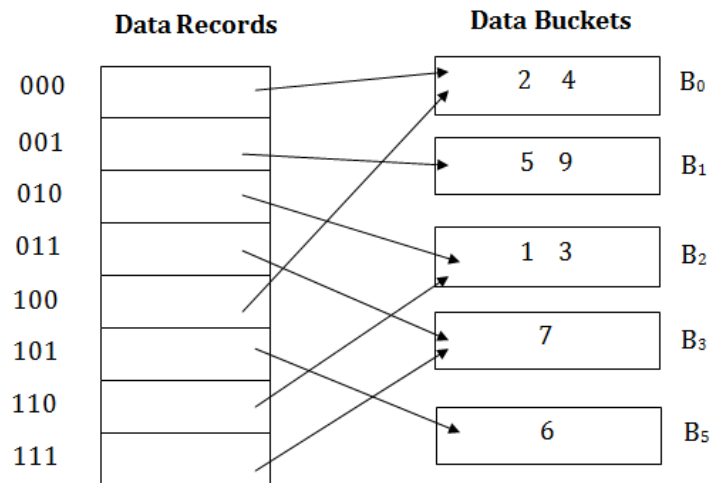 Data Records Data Buckets
000 2 4 B₀
001 5 9 B₁
010
011 1 3 B₂
100
101 7 B₃
110 6 B₅
111